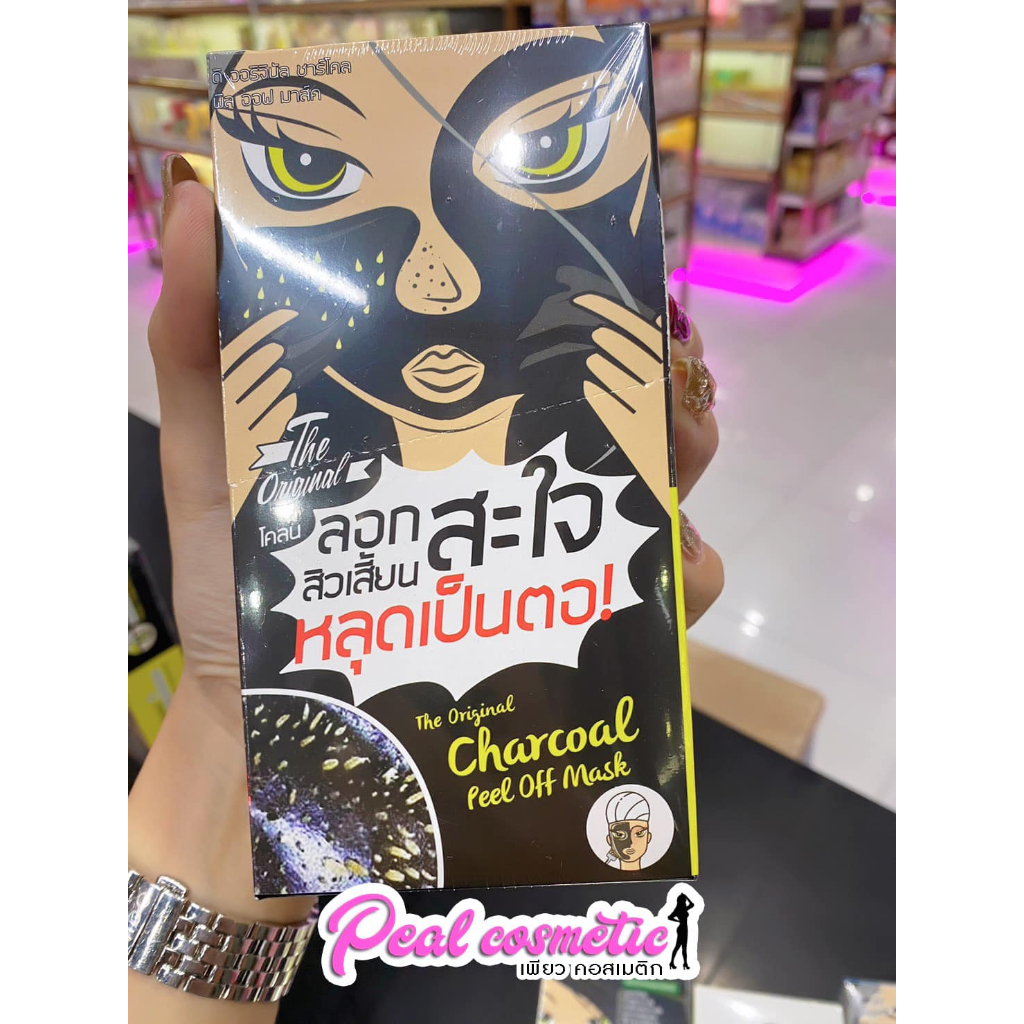 ดิ ออริจินัล ชาร์โคล
พีล ออฟ มาส์ค
The
Original
โคลน ลอก สะใจ
สิวเสี้ยน
หลุดเป็นตอ!
The Original
Charcoal
Peel Off Mask
Peal cosmetic
เพียว คอสเมติก